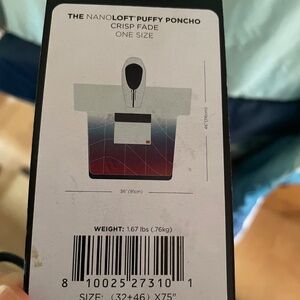 THE NANOLOFT PUFFY PONCHO
CRISP FADE
ONE SIZE
WEIGHT: 1.67 lbs (.76kg)
8 10025 27310 1
SIZE: (32+46) X75"